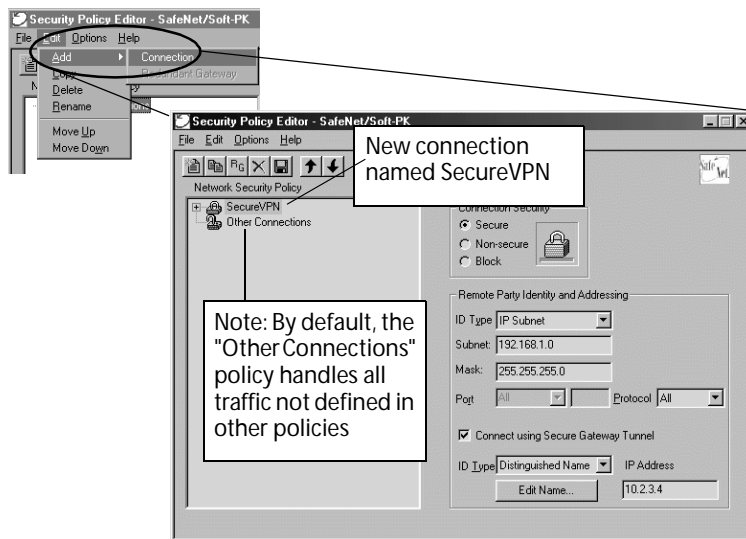 Security Policy Editor - SafeNet/Soft-PK
File Edit Options Help
Add
Connection
Copy
Redundant Gateway
Delete
Rename
Move Up
Move Down
Security Policy Editor - SafeNet/Soft-PK
File Edit Options Help
New connection
named SecureVPN
RG
Safe
Net
Network Security Policy
SecureVPN
Other Connections
Connection Security
Secure
Non-secure
Block
Note: By default, the
"Other Connections"
policy handles all
traffic not defined in
other policies
Remote Party Identity and Addressing
ID Type IP Subnet
Subnet: 192.168.1.0
Mask: 255.255.255.0
Port All Protocol All
Connect using Secure Gateway Tunnel
ID Type Distinguished Name IP Address
Edit Name... 10.2.3.4